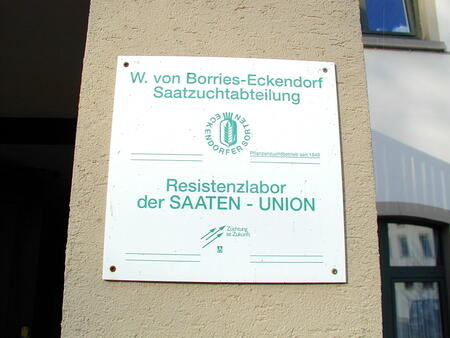 W. von Borries-Eckendorf
Saatzuchtabteilung
ECKENDORFER SORTEN
Pflanzenzuchtbetrieb seit 1849
Resistenzlabor
der SAATEN - UNION
Züchtung
ist Zukunft